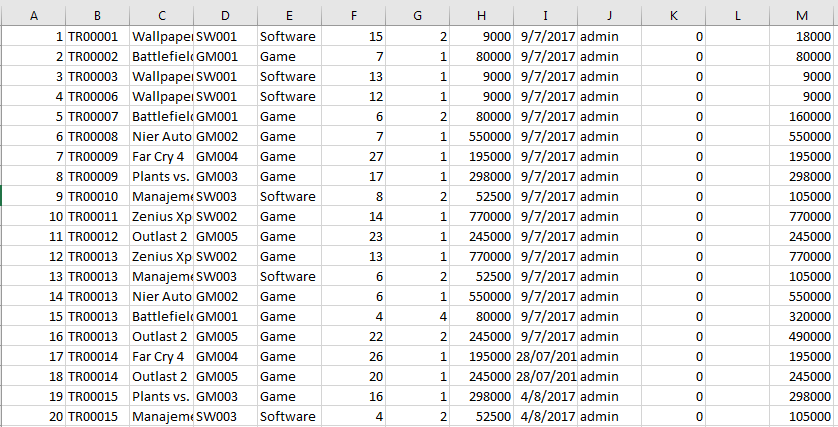 A B C D E F G H I J K L M
1 TR00001 Wallpaper SW001 Software 15 2 9000 9/7/2017 admin 0 18000
2 TR00002 Battlefield GM001 Game 7 1 80000 9/7/2017 admin 0 80000
3 TR00003 Wallpaper SW001 Software 13 1 9000 9/7/2017 admin 0 9000
4 TR00006 Wallpaper SW001 Software 12 1 9000 9/7/2017 admin 0 9000
5 TR00007 Battlefield GM001 Game 6 2 80000 9/7/2017 admin 0 160000
6 TR00008 Nier Auto GM002 Game 7 1 550000 9/7/2017 admin 0 550000
7 TR00009 Far Cry 4 GM004 Game 27 1 195000 9/7/2017 admin 0 195000
8 TR00009 Plants vs. GM003 Game 17 1 298000 9/7/2017 admin 0 298000
9 TR00010 Manajeme SW003 Software 8 2 52500 9/7/2017 admin 0 105000
10 TR00011 Zenius Xp SW002 Game 14 1 770000 9/7/2017 admin 0 770000
11 TR00012 Outlast 2 GM005 Game 23 1 245000 9/7/2017 admin 0 245000
12 TR00013 Zenius Xp SW002 Game 13 1 770000 9/7/2017 admin 0 770000
13 TR00013 Manajeme SW003 Software 6 2 52500 9/7/2017 admin 0 105000
14 TR00013 Nier Auto GM002 Game 6 1 550000 9/7/2017 admin 0 550000
15 TR00013 Battlefield GM001 Game 4 4 80000 9/7/2017 admin 0 320000
16 TR00013 Outlast 2 GM005 Game 22 2 245000 9/7/2017 admin 0 490000
17 TR00014 Far Cry 4 GM004 Game 26 1 195000 28/07/201 admin 0 195000
18 TR00014 Outlast 2 GM005 Game 20 1 245000 28/07/201 admin 0 245000
19 TR00015 Plants vs. GM003 Game 16 1 298000 4/8/2017 admin 0 298000
20 TR00015 Manajeme SW003 Software 4 2 52500 4/8/2017 admin 0 105000